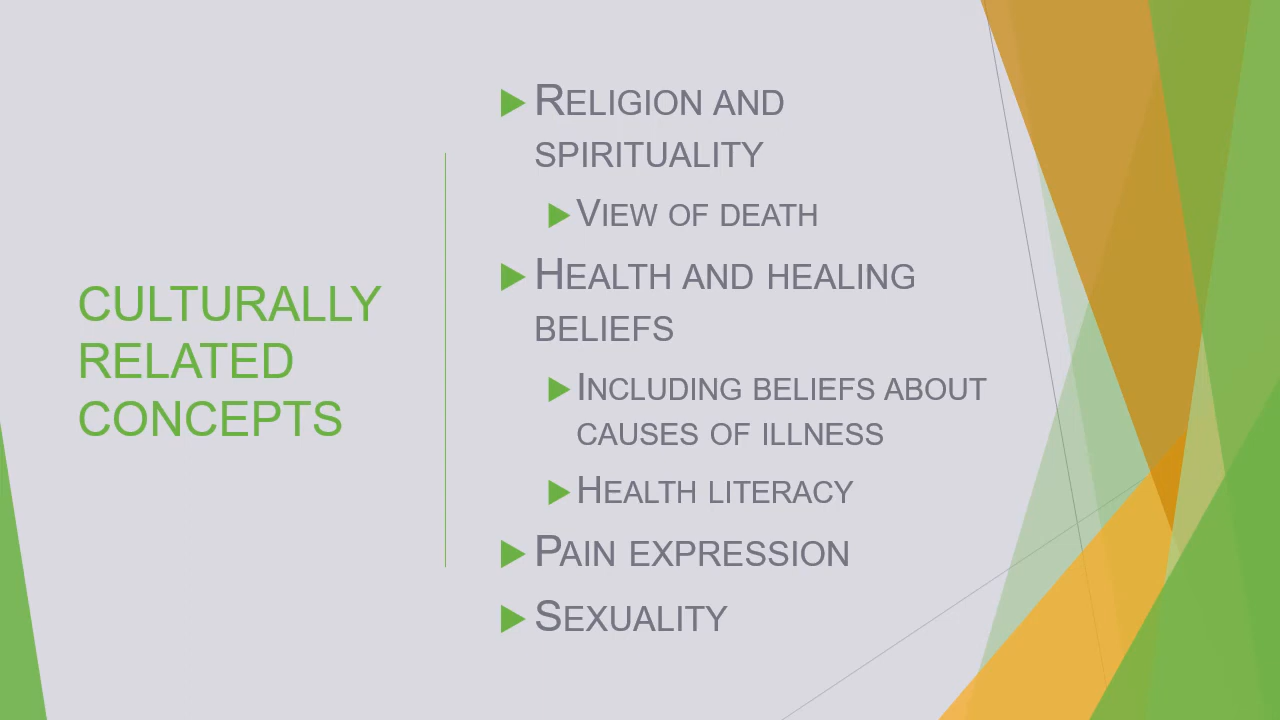 CULTURALLY
RELATED
CONCEPTS
RELIGION AND
SPIRITUALITY
VIEW OF DEATH
HEALTH AND HEALING
BELIEFS
INCLUDING BELIEFS ABOUT
CAUSES OF ILLNESS
HEALTH LITERACY
PAIN EXPRESSION
SEXUALITY